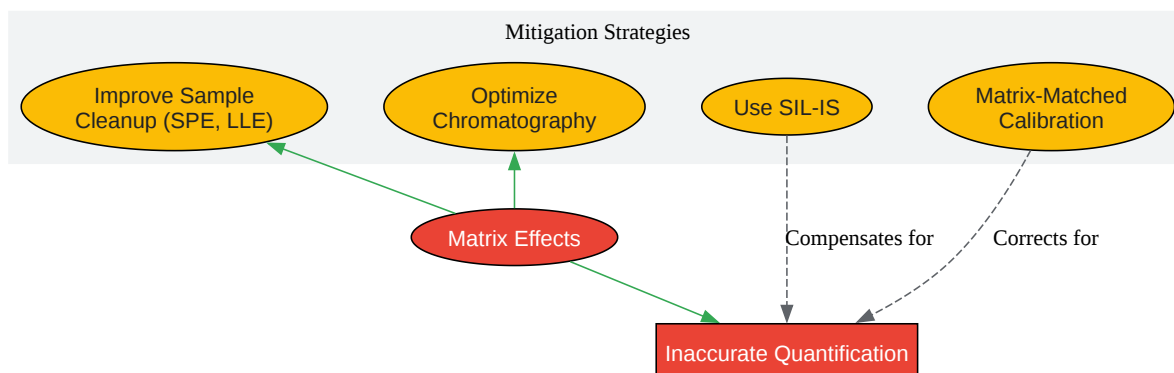 Mitigation Strategies
Improve Sample
Cleanup (SPE, LLE)
Optimize
Chromatography
Use SIL-IS
Matrix-Matched
Calibration
Matrix Effects
Compensates for
Corrects for
Inaccurate Quantification